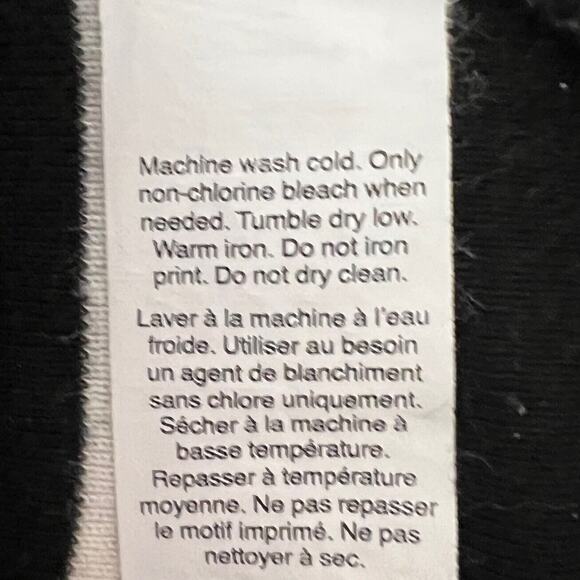 Machine wash cold. Only
non-chlorine bleach when
needed. Tumble dry low.
Warm iron. Do not iron
print. Do not dry clean.
Laver à la machine à l'eau
froide. Utiliser au besoin
un agent de blanchiment
sans chlore uniquement.
Sécher à la machine à
basse température.
Repasser à température
moyenne. Ne pas repasser
le motif imprimé. Ne pas
nettoyer à sec.